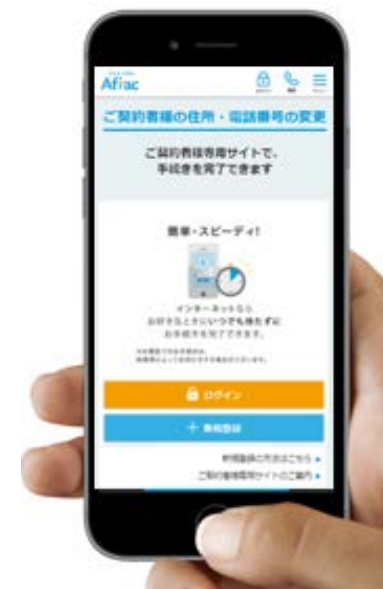 Aflac
ご契約者様の住所・電話番号の変更
ご契約者様専用サイトで、
手続きを完了できます
簡単・スピーディ!
インターネットなら
お好きなときにいつでも待たずに
お手続きを完了できます。
ログイン
新規登録
新規登録の方法はこちら
ご契約者様専用サイトのご案内